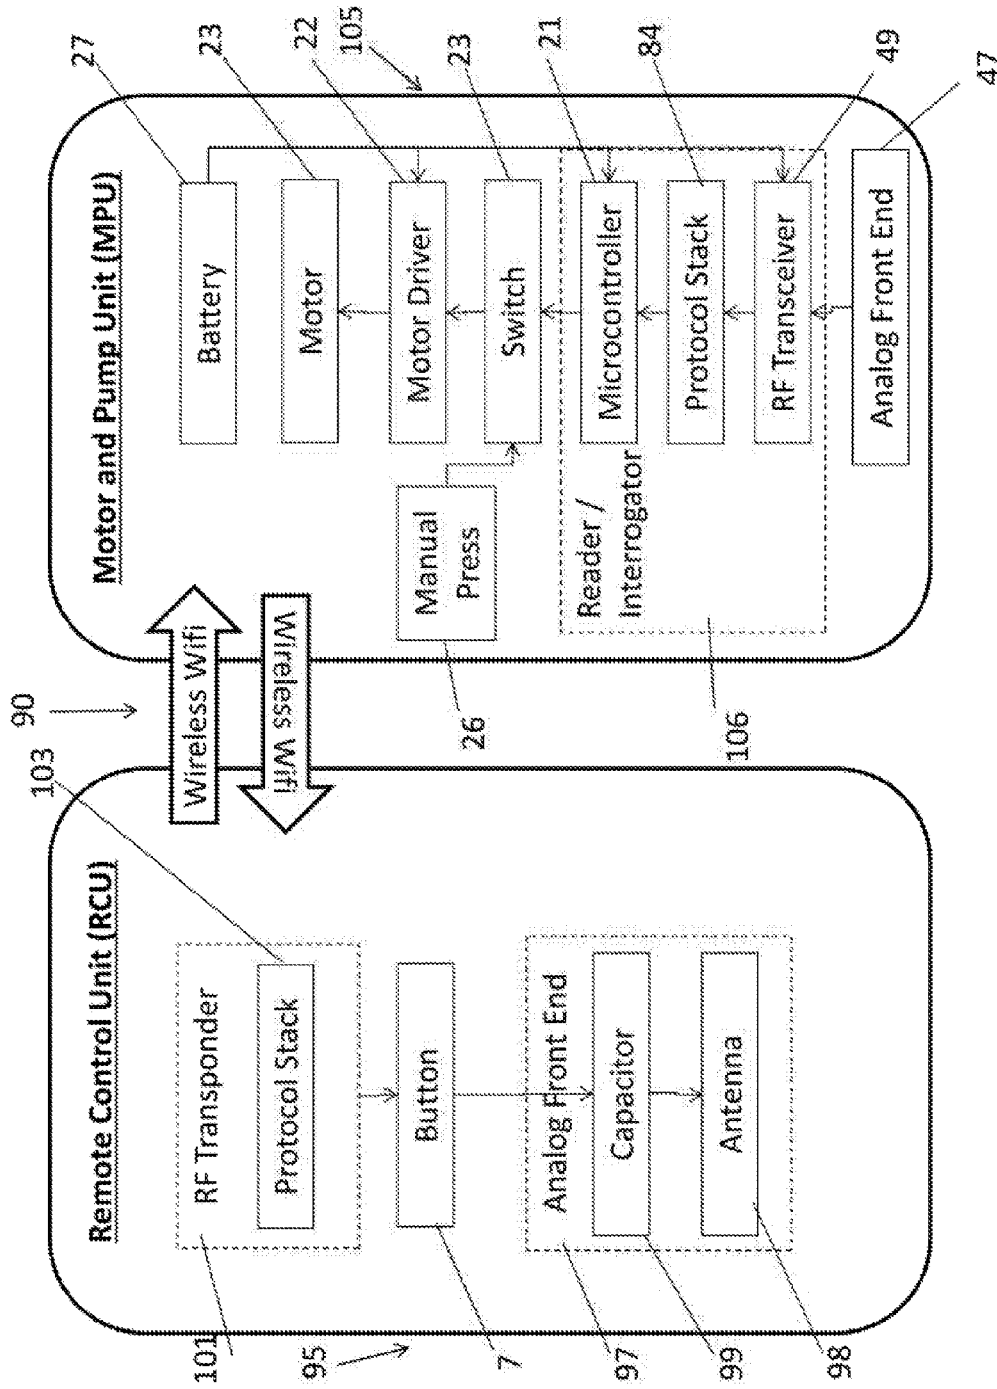 90
Remote Control Unit (RCU)
103
RF Transponder
Protocol Stack
101
95
Button
7
Analog Front End
97
Capacitor
99
Antenna
98
Wireless Wifi
Wireless Wifi
Motor and Pump Unit (MPU)
Battery
27
Motor
23
Motor Driver
22
105
Manual
Press
26
Switch
23
Reader /
Interrogator
106
Microcontroller
21
Protocol Stack
84
RF Transceiver
49
Analog Front End
47